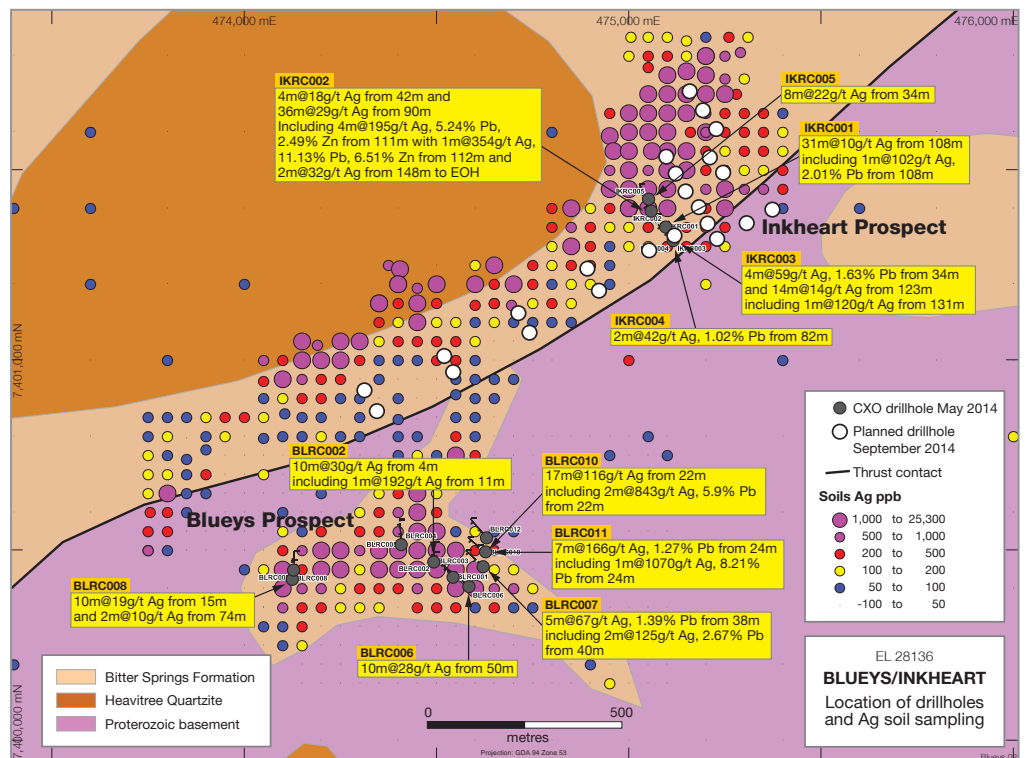 474,000 mE
475,000 mE
476,000 mE
IKRC002
4m@18g/t Ag from 42m and
36m@29g/t Ag from 90m
Including 4m@195g/t Ag, 5.24% Pb,
2.49% Zn from 111m with 1m@354g/t Ag,
11.13% Pb, 6.51% Zn from 112m and
2m@32g/t Ag from 148m to EOH
IKRC005
8m@22g/t Ag from 34m
IKRC001
31m@10g/t Ag from 108m
including 1m@102g/t Ag,
2.01% Pb from 108m
IKRC005
IKRC002
Inkheart Prospect
IKRC003
IKRC003
4m@59g/t Ag, 1.63% Pb from 34m
and 14m@14g/t Ag from 123m
including 1m@120g/t Ag from 131m
IKRC004
2m@42g/t Ag, 1.02% Pb from 82m
7,401,000 mN
CXO drillhole May 2014
Planned drillhole
September 2014
Thrust contact
Soils Ag ppb
1,000 to 25,300
500 to 1,000
200 to 500
100 to 200
50 to 100
-100 to 50
BLRC002
10m@30g/t Ag from 4m
including 1m@192g/t Ag from 11m
BLRC010
17m@116g/t Ag from 22m
including 2m@843g/t Ag, 5.9% Pb
from 22m
Blueys Prospect
BLRC004
BLRC012
BLRC011
7m@166g/t Ag, 1.27% Pb from 24m
including 1m@1070g/t Ag, 8.21%
Pb from 24m
BLRC002
BLRC001
BLRC008
BLRC006
BLRC008
10m@19g/t Ag from 15m
and 2m@10g/t Ag from 74m
BLRC007
5m@67g/t Ag, 1.39% Pb from 38m
including 2m@125g/t Ag, 2.67% Pb
from 40m
BLRC006
10m@28g/t Ag from 50m
Bitter Springs Formation
Heavitree Quartzite
Proterozoic basement
EL 28136
BLUEYS/INKHEART
Location of drillholes
and Ag soil sampling
7,400,000 mN
0 500
metres
Projection: GDA 94 Zone 53